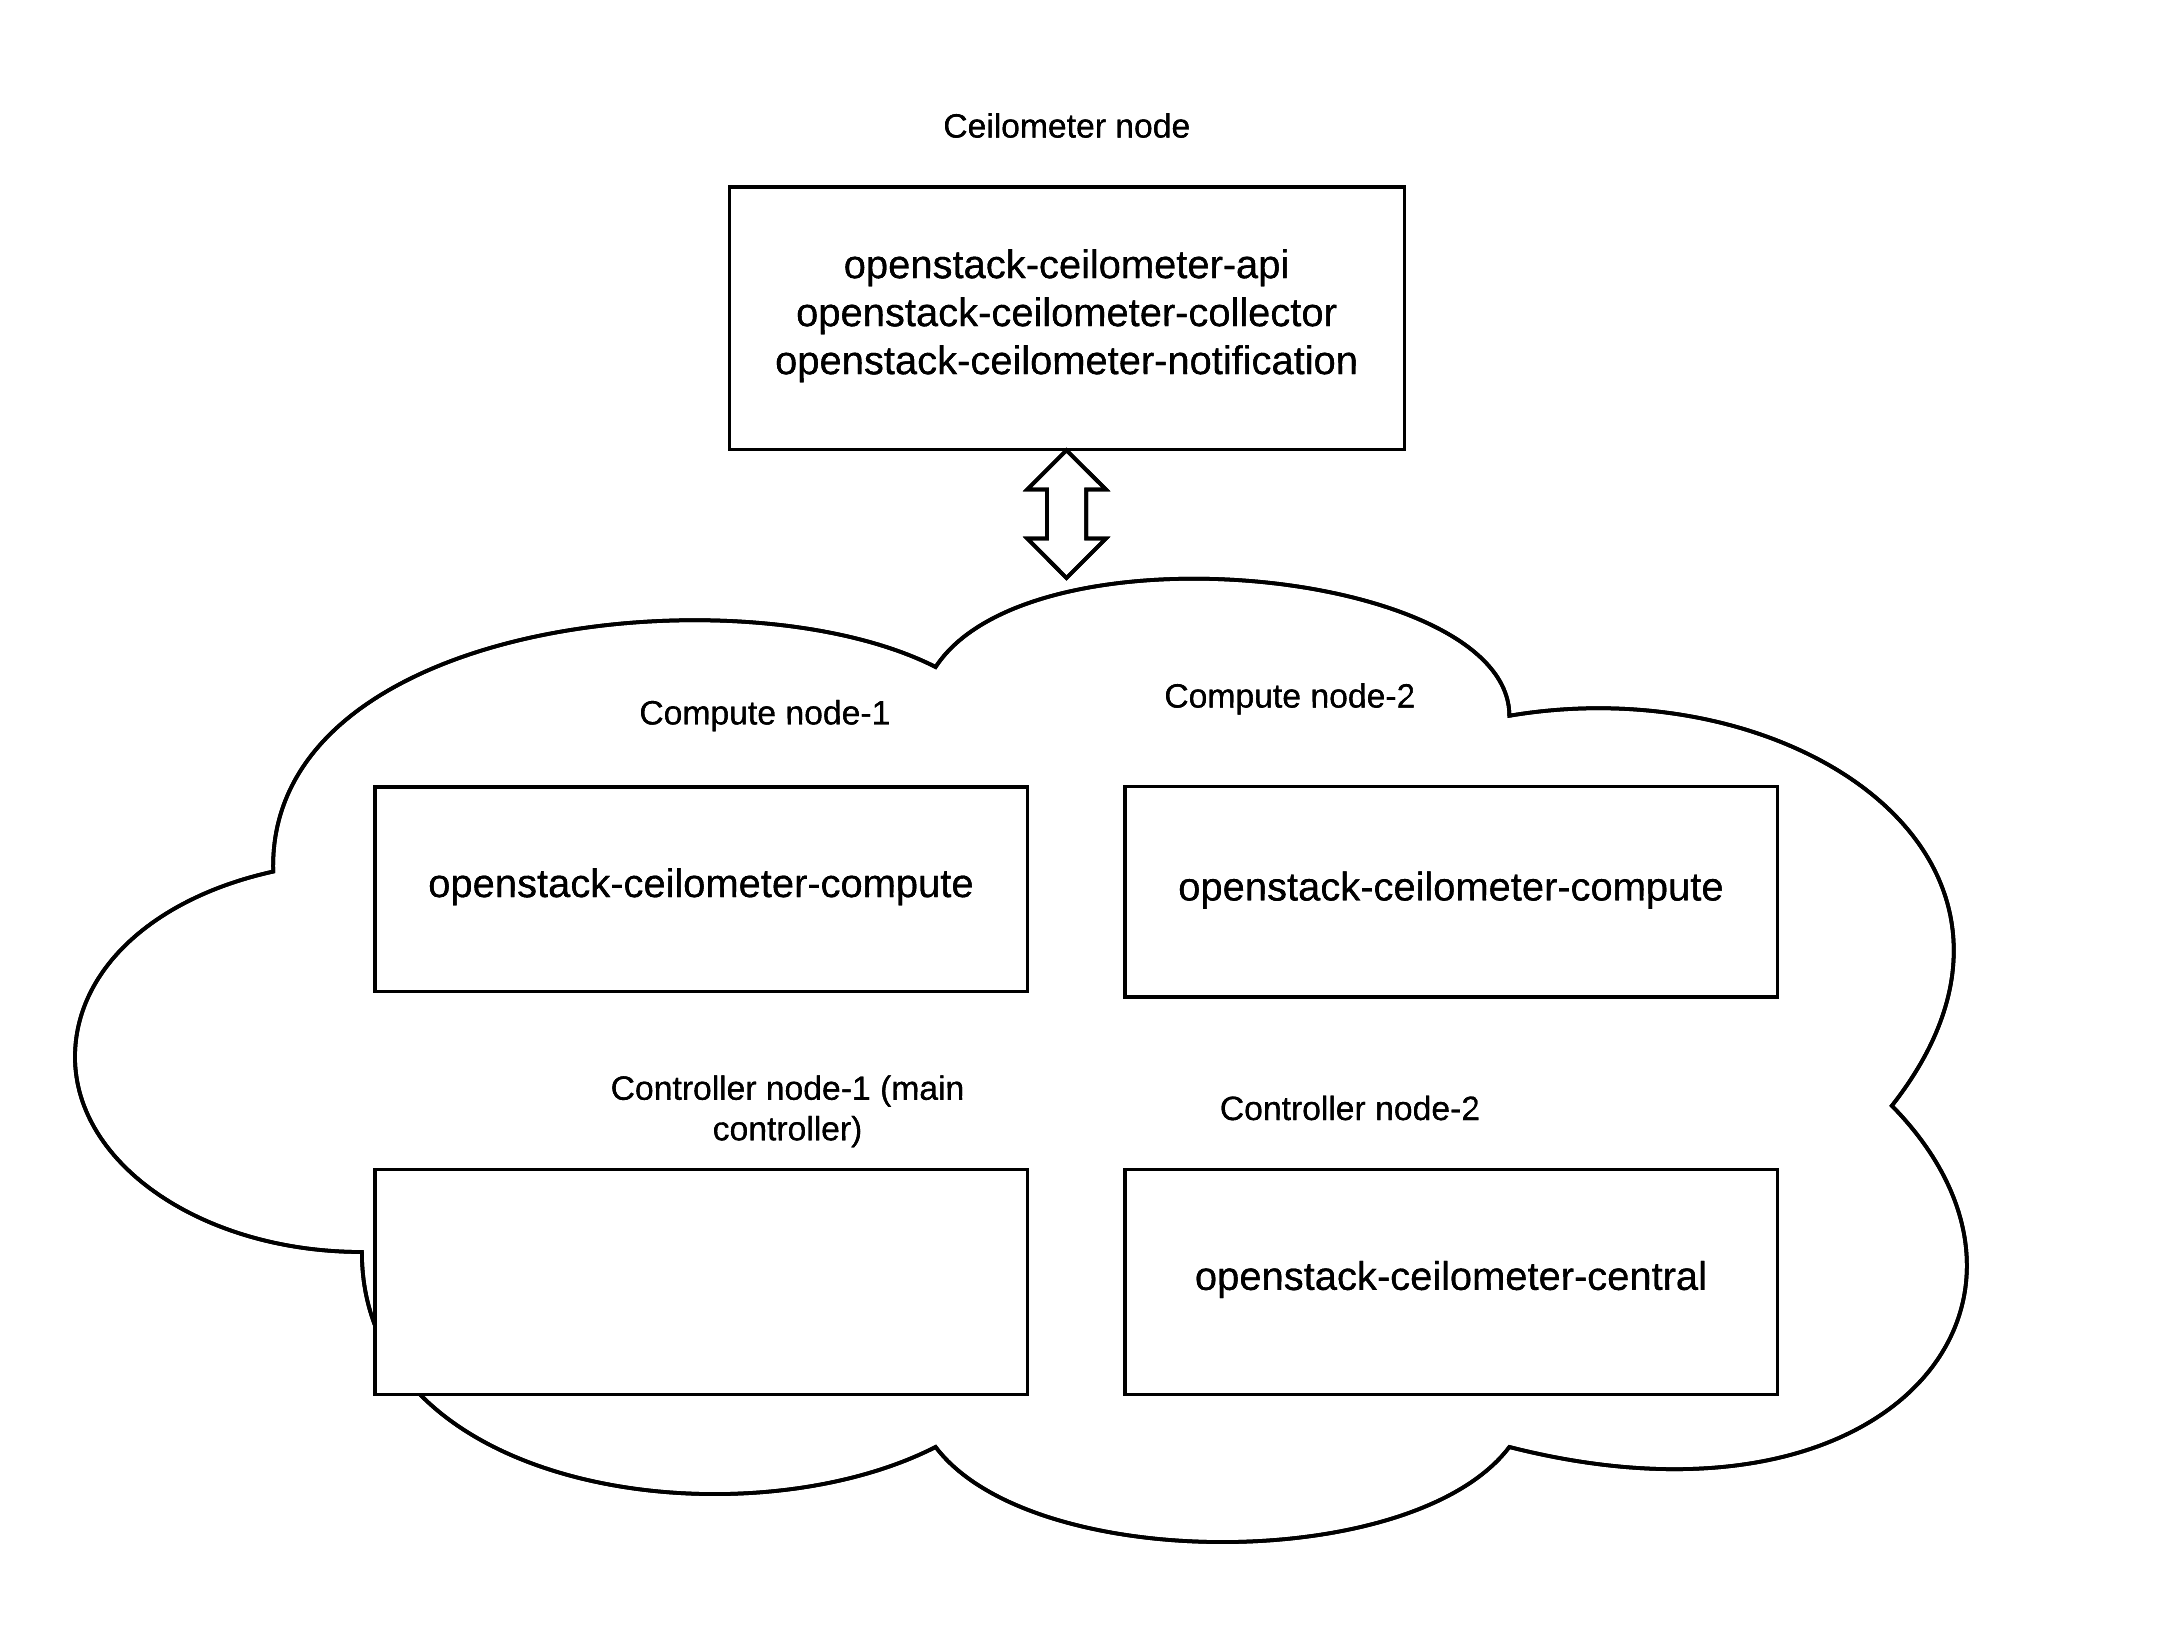 Ceilometer node
openstack-ceilometer-api
openstack-ceilometer-collector
openstack-ceilometer-notification
Compute node-1
Compute node-2
openstack-ceilometer-compute
openstack-ceilometer-compute
Controller node-1 (main
controller)
Controller node-2
openstack-ceilometer-central